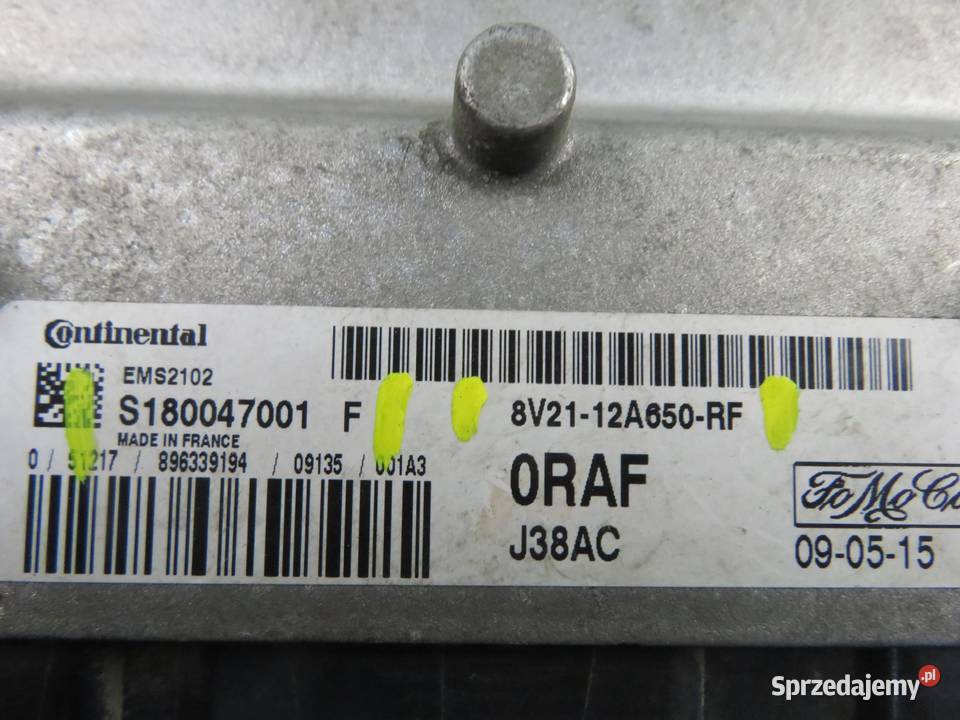 Continental
EMS2102
S180047001 F
MADE IN FRANCE
0 / 51217 / 896339194 / 09135 / 001A3
8V21-12A650-RF
0RAF
J38AC
FoMoCo
09-05-15
Sprzedajemy.pl